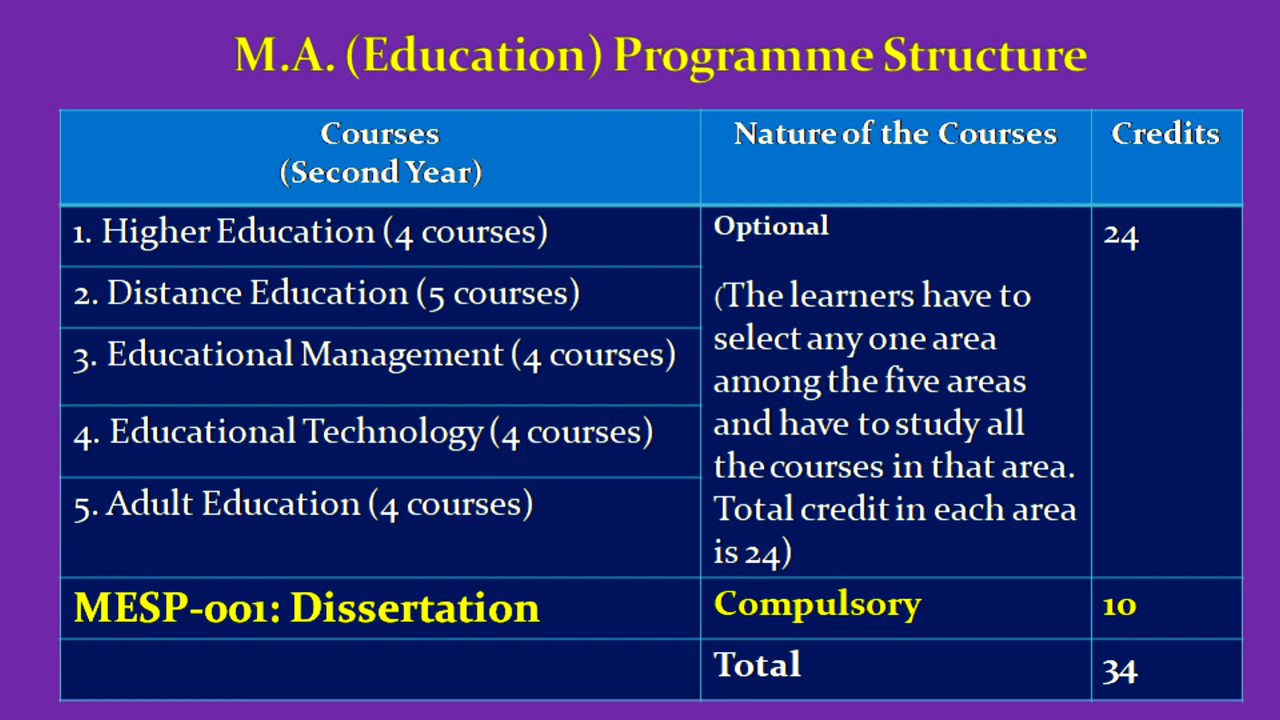 M.A. (Education) Programme Structure
Courses
(Second Year)
Nature of the Courses
Credits
1. Higher Education (4 courses)
2. Distance Education (5 courses)
3. Educational Management (4 courses)
4. Educational Technology (4 courses)
5. Adult Education (4 courses)
Optional
(The learners have to
select any one area
among the five areas
and have to study all
the courses in that area.
Total credit in each area
is 24)
24
MESP-001: Dissertation
Compulsory
10
Total
34